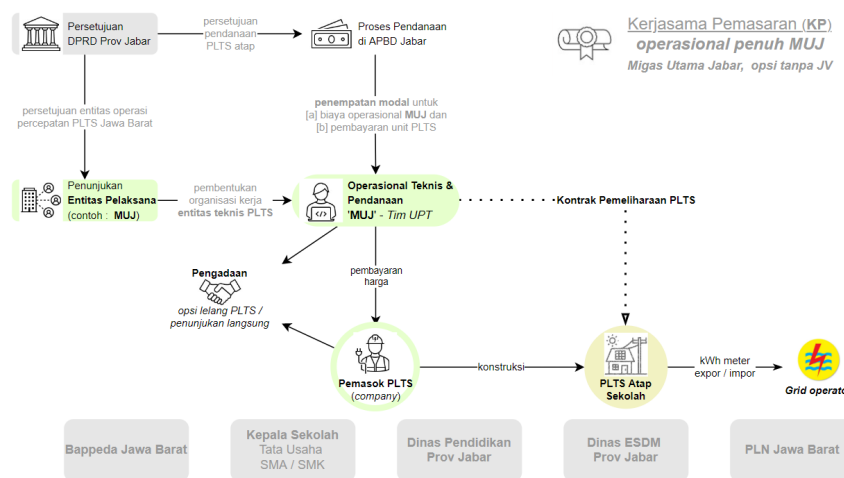 Persetujuan
DPRD Prov Jabar
persetujuan
pendanaan
PLTS atap
Proses Pendanaan
di APBD Jabar
Kerjasama Pemasaran (KP)
operasional penuh MUJ
Migas Utama Jabar, opsi tanpa JV
persetujuan entitas operasi
percepatan PLTS Jawa Barat
penempatan modal untuk
[a] biaya operasional MUJ dan
[b] pembayaran unit PLTS
Penunjukan
Entitas Pelaksana
(contoh : MUJ)
pembentukan
organisasi kerja
entitas teknis PLTS
Operasional Teknis &
Pendanaan
'MUJ' - Tim UPT
Kontrak Pemeliharaan PLTS
Pengadaan
opsi lelang PLTS /
penunjukan langsung
pembayaran
harga
Pemasok PLTS
(company)
konstruksi
PLTS Atap
Sekolah
kWh meter
expor / impor
Grid operato
Bappeda Jawa Barat
Kepala Sekolah
Tata Usaha
SMA / SMK
Dinas Pendidikan
Prov Jabar
Dinas ESDM
Prov Jabar
PLN Jawa Barat